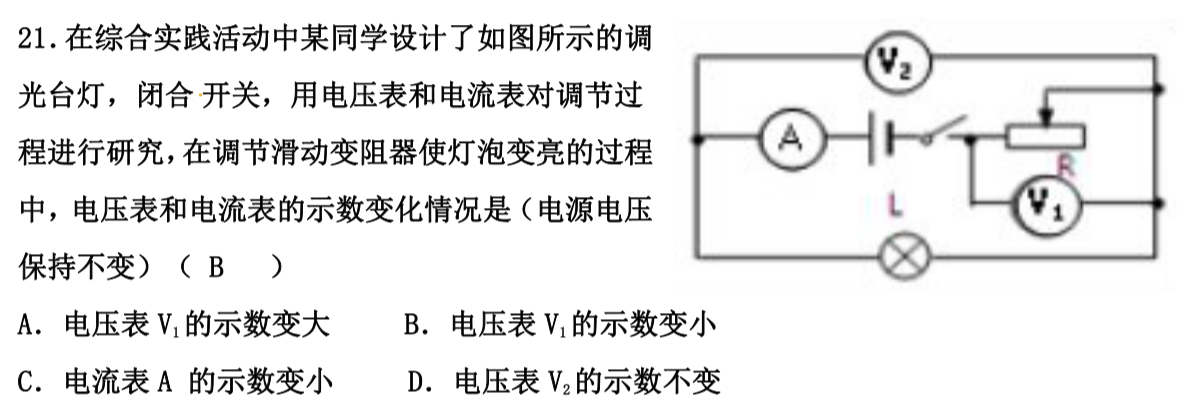 21.在综合实践活动中某同学设计了如图所示的调
光台灯，闭合开关，用电压表和电流表对调节过
程进行研究，在调节滑动变阻器使灯泡变亮的过程
中，电压表和电流表的示数变化情况是（电源电压
保持不变）（ B ）
A．电压表 V₁的示数变大 B．电压表 V₁的示数变小
C．电流表 A 的示数变小 D．电压表 V₂的示数不变
V₂
A
R
V₁
L